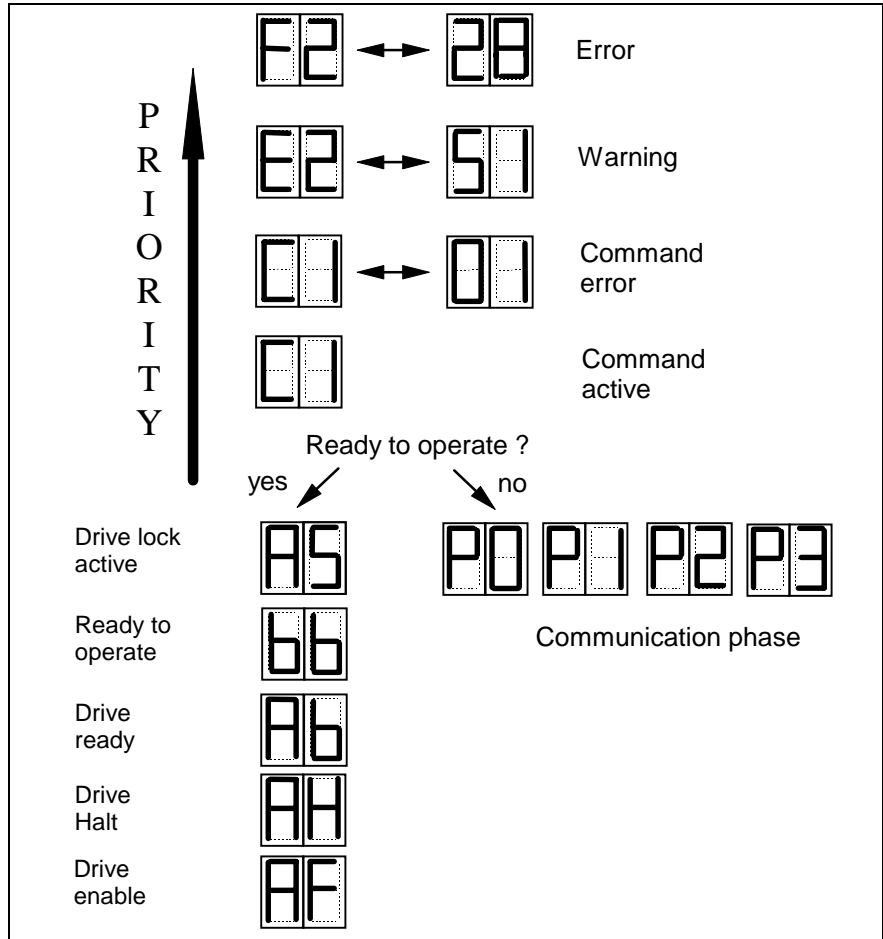 F2 28 Error
PRIORITY
E2 51 Warning
C1 01 Command
error
C1 Command
active
Ready to operate ?
yes no
Drive lock
active
A5 P0 P1 P2 P3
Ready to
operate
bb Communication phase
Drive
ready
Ab
Drive
Halt
AH
Drive
enable
AF